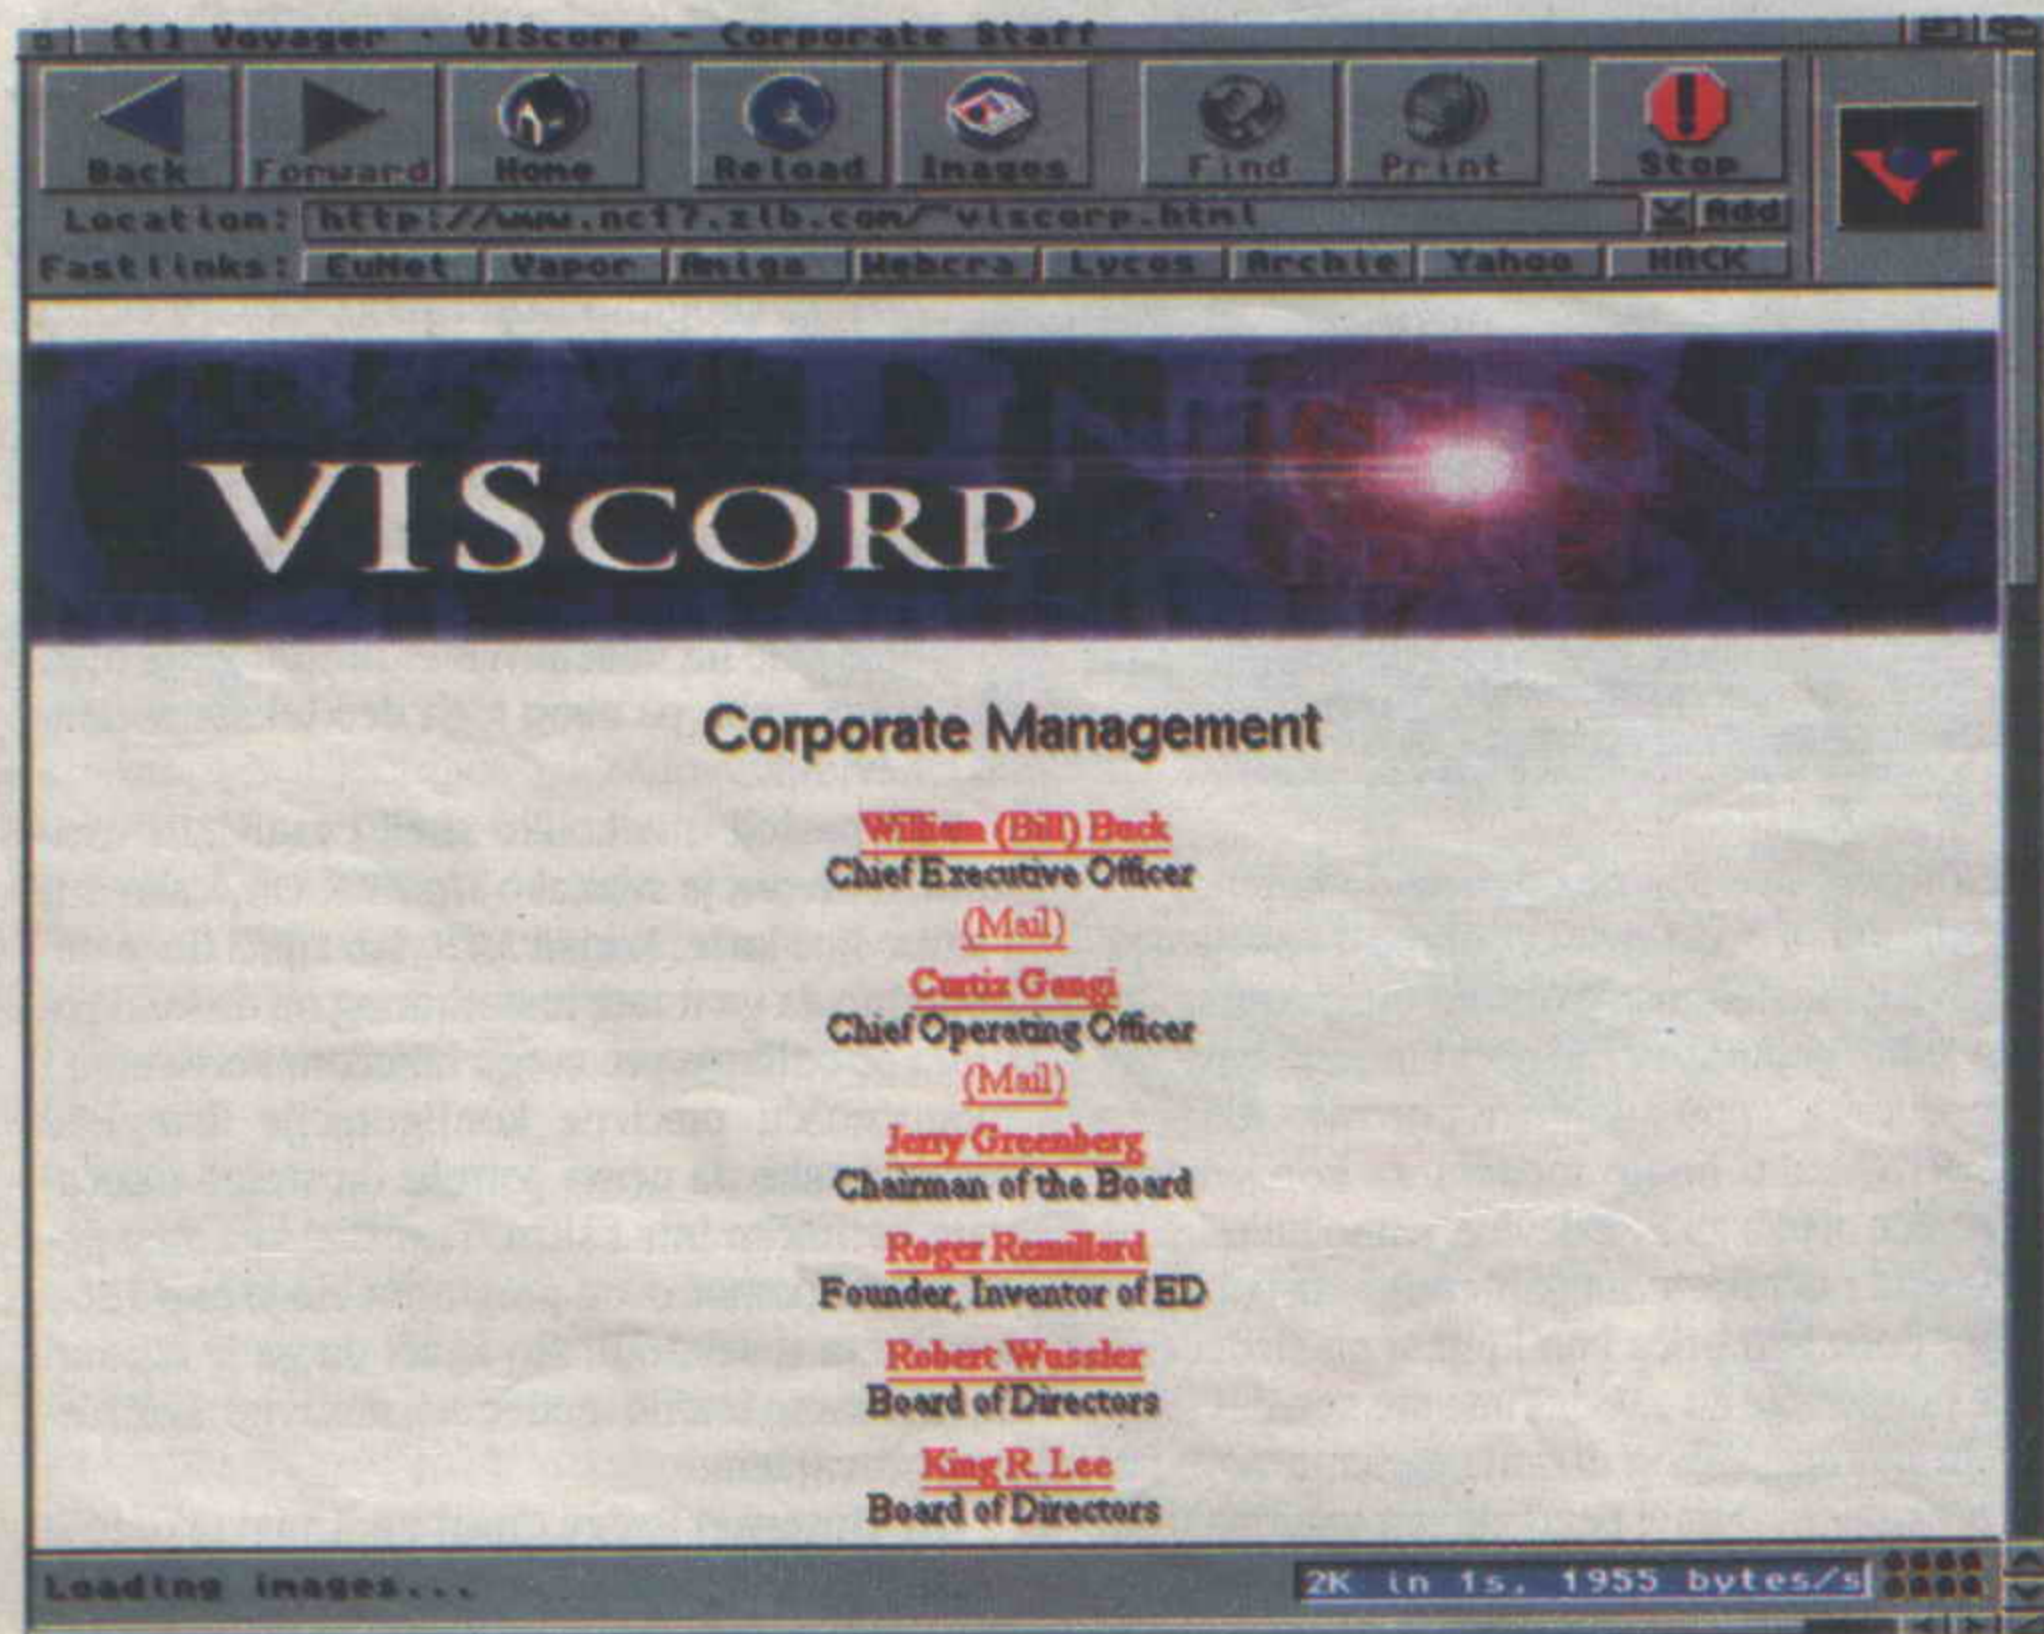 [1] Voyager · VIScorp - Corporate Staff
Back Forward Home Reload Images Find Print Stop
Location: http://www.nc17.zlb.com/~viscorp.html Add
Fastlinks: EuNet Vapor Amiga Webcra Lycos Archie Yahoo HACK
VISCORP
Corporate Management
William (Bill) Buck
Chief Executive Officer
(Mail)
Curtiz Gangi
Chief Operating Officer
(Mail)
Jerry Greenberg
Chairman of the Board
Roger Remillard
Founder, Inventor of ED
Robert Wussler
Board of Directors
King R. Lee
Board of Directors
Loading images...
2K in 1s, 1955 bytes/s